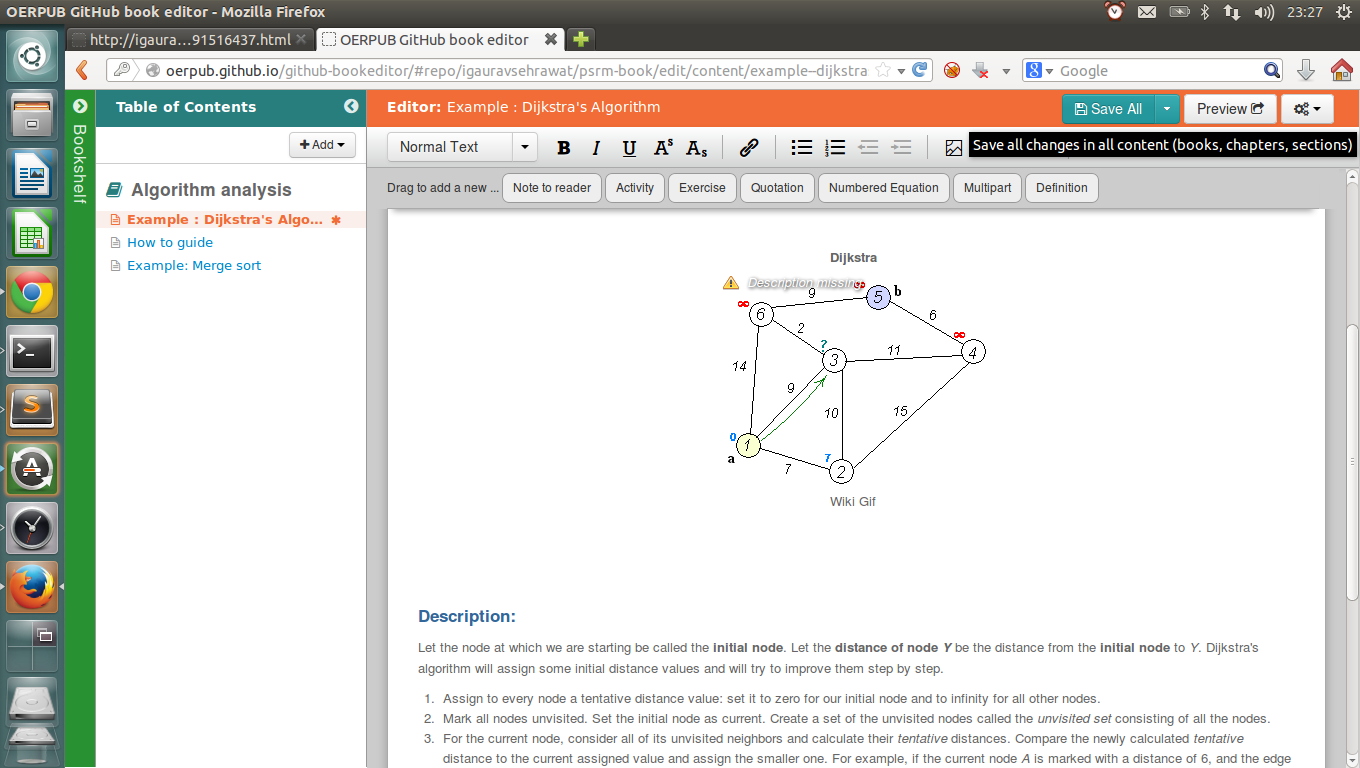 OERPUB GitHub book editor - Mozilla Firefox
23:27
http://igaura...91516437.html
OERPUB GitHub book editor
oerpub.github.io/github-bookeditor/#repo/igauravsehrawat/psrm-book/edit/content/example--dijkstra
Google
Bookshelf
Table of Contents
Editor: Example : Dijkstra's Algorithm
Save All
Preview
Add
Normal Text
B I U A S A s
Save all changes in all content (books, chapters, sections)
Drag to add a new ...
Note to reader
Activity
Exercise
Quotation
Numbered Equation
Multipart
Definition
Algorithm analysis
Example : Dijkstra's Algo... ✱
How to guide
Example: Merge sort
Dijkstra
Description missing
∞ 9 5 b
∞ 6
2 6
? ∞
3 11 4
14
9
10 15
0 1
a 7 7 2
Wiki Gif
Description:
Let the node at which we are starting be called the initial node. Let the distance of node Y be the distance from the initial node to Y. Dijkstra's
algorithm will assign some initial distance values and will try to improve them step by step.
1. Assign to every node a tentative distance value: set it to zero for our initial node and to infinity for all other nodes.
2. Mark all nodes unvisited. Set the initial node as current. Create a set of the unvisited nodes called the unvisited set consisting of all the nodes.
3. For the current node, consider all of its unvisited neighbors and calculate their tentative distances. Compare the newly calculated tentative
distance to the current assigned value and assign the smaller one. For example, if the current node A is marked with a distance of 6, and the edge